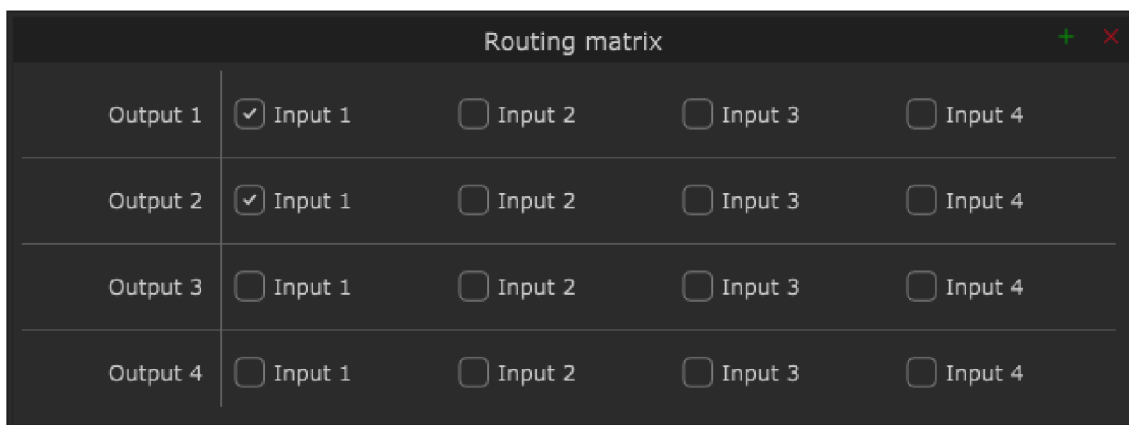 Routing matrix + ×
Output 1 Input 1 Input 2 Input 3 Input 4
Output 2 Input 1 Input 2 Input 3 Input 4
Output 3 Input 1 Input 2 Input 3 Input 4
Output 4 Input 1 Input 2 Input 3 Input 4